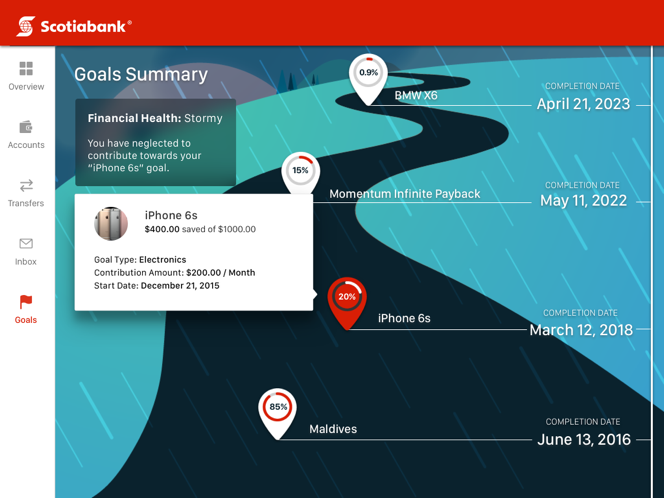 Scotiabank®
Overview
Accounts
Transfers
Inbox
Goals
Goals Summary
Financial Health: Stormy
You have neglected to
contribute towards your
“iPhone 6s” goal.
0.9%
BMW X6
COMPLETION DATE
April 21, 2023
15%
Momentum Infinite Payback
COMPLETION DATE
May 11, 2022
iPhone 6s
$400.00 saved of $1000.00
Goal Type: Electronics
Contribution Amount: $200.00 / Month
Start Date: December 21, 2015
20%
iPhone 6s
COMPLETION DATE
March 12, 2018
85%
Maldives
COMPLETION DATE
June 13, 2016